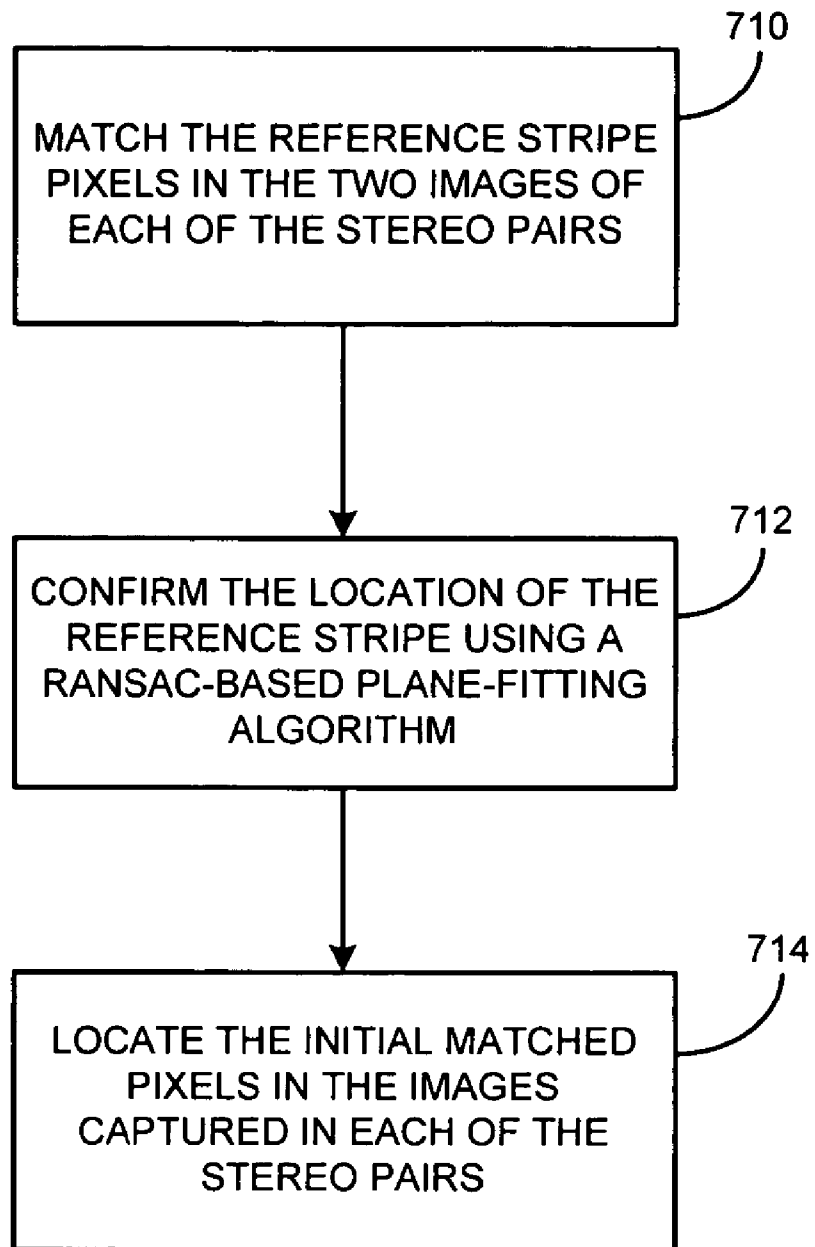 710
MATCH THE REFERENCE STRIPE
PIXELS IN THE TWO IMAGES OF
EACH OF THE STEREO PAIRS
712
CONFIRM THE LOCATION OF THE
REFERENCE STRIPE USING A
RANSAC-BASED PLANE-FITTING
ALGORITHM
714
LOCATE THE INITIAL MATCHED
PIXELS IN THE IMAGES
CAPTURED IN EACH OF THE
STEREO PAIRS